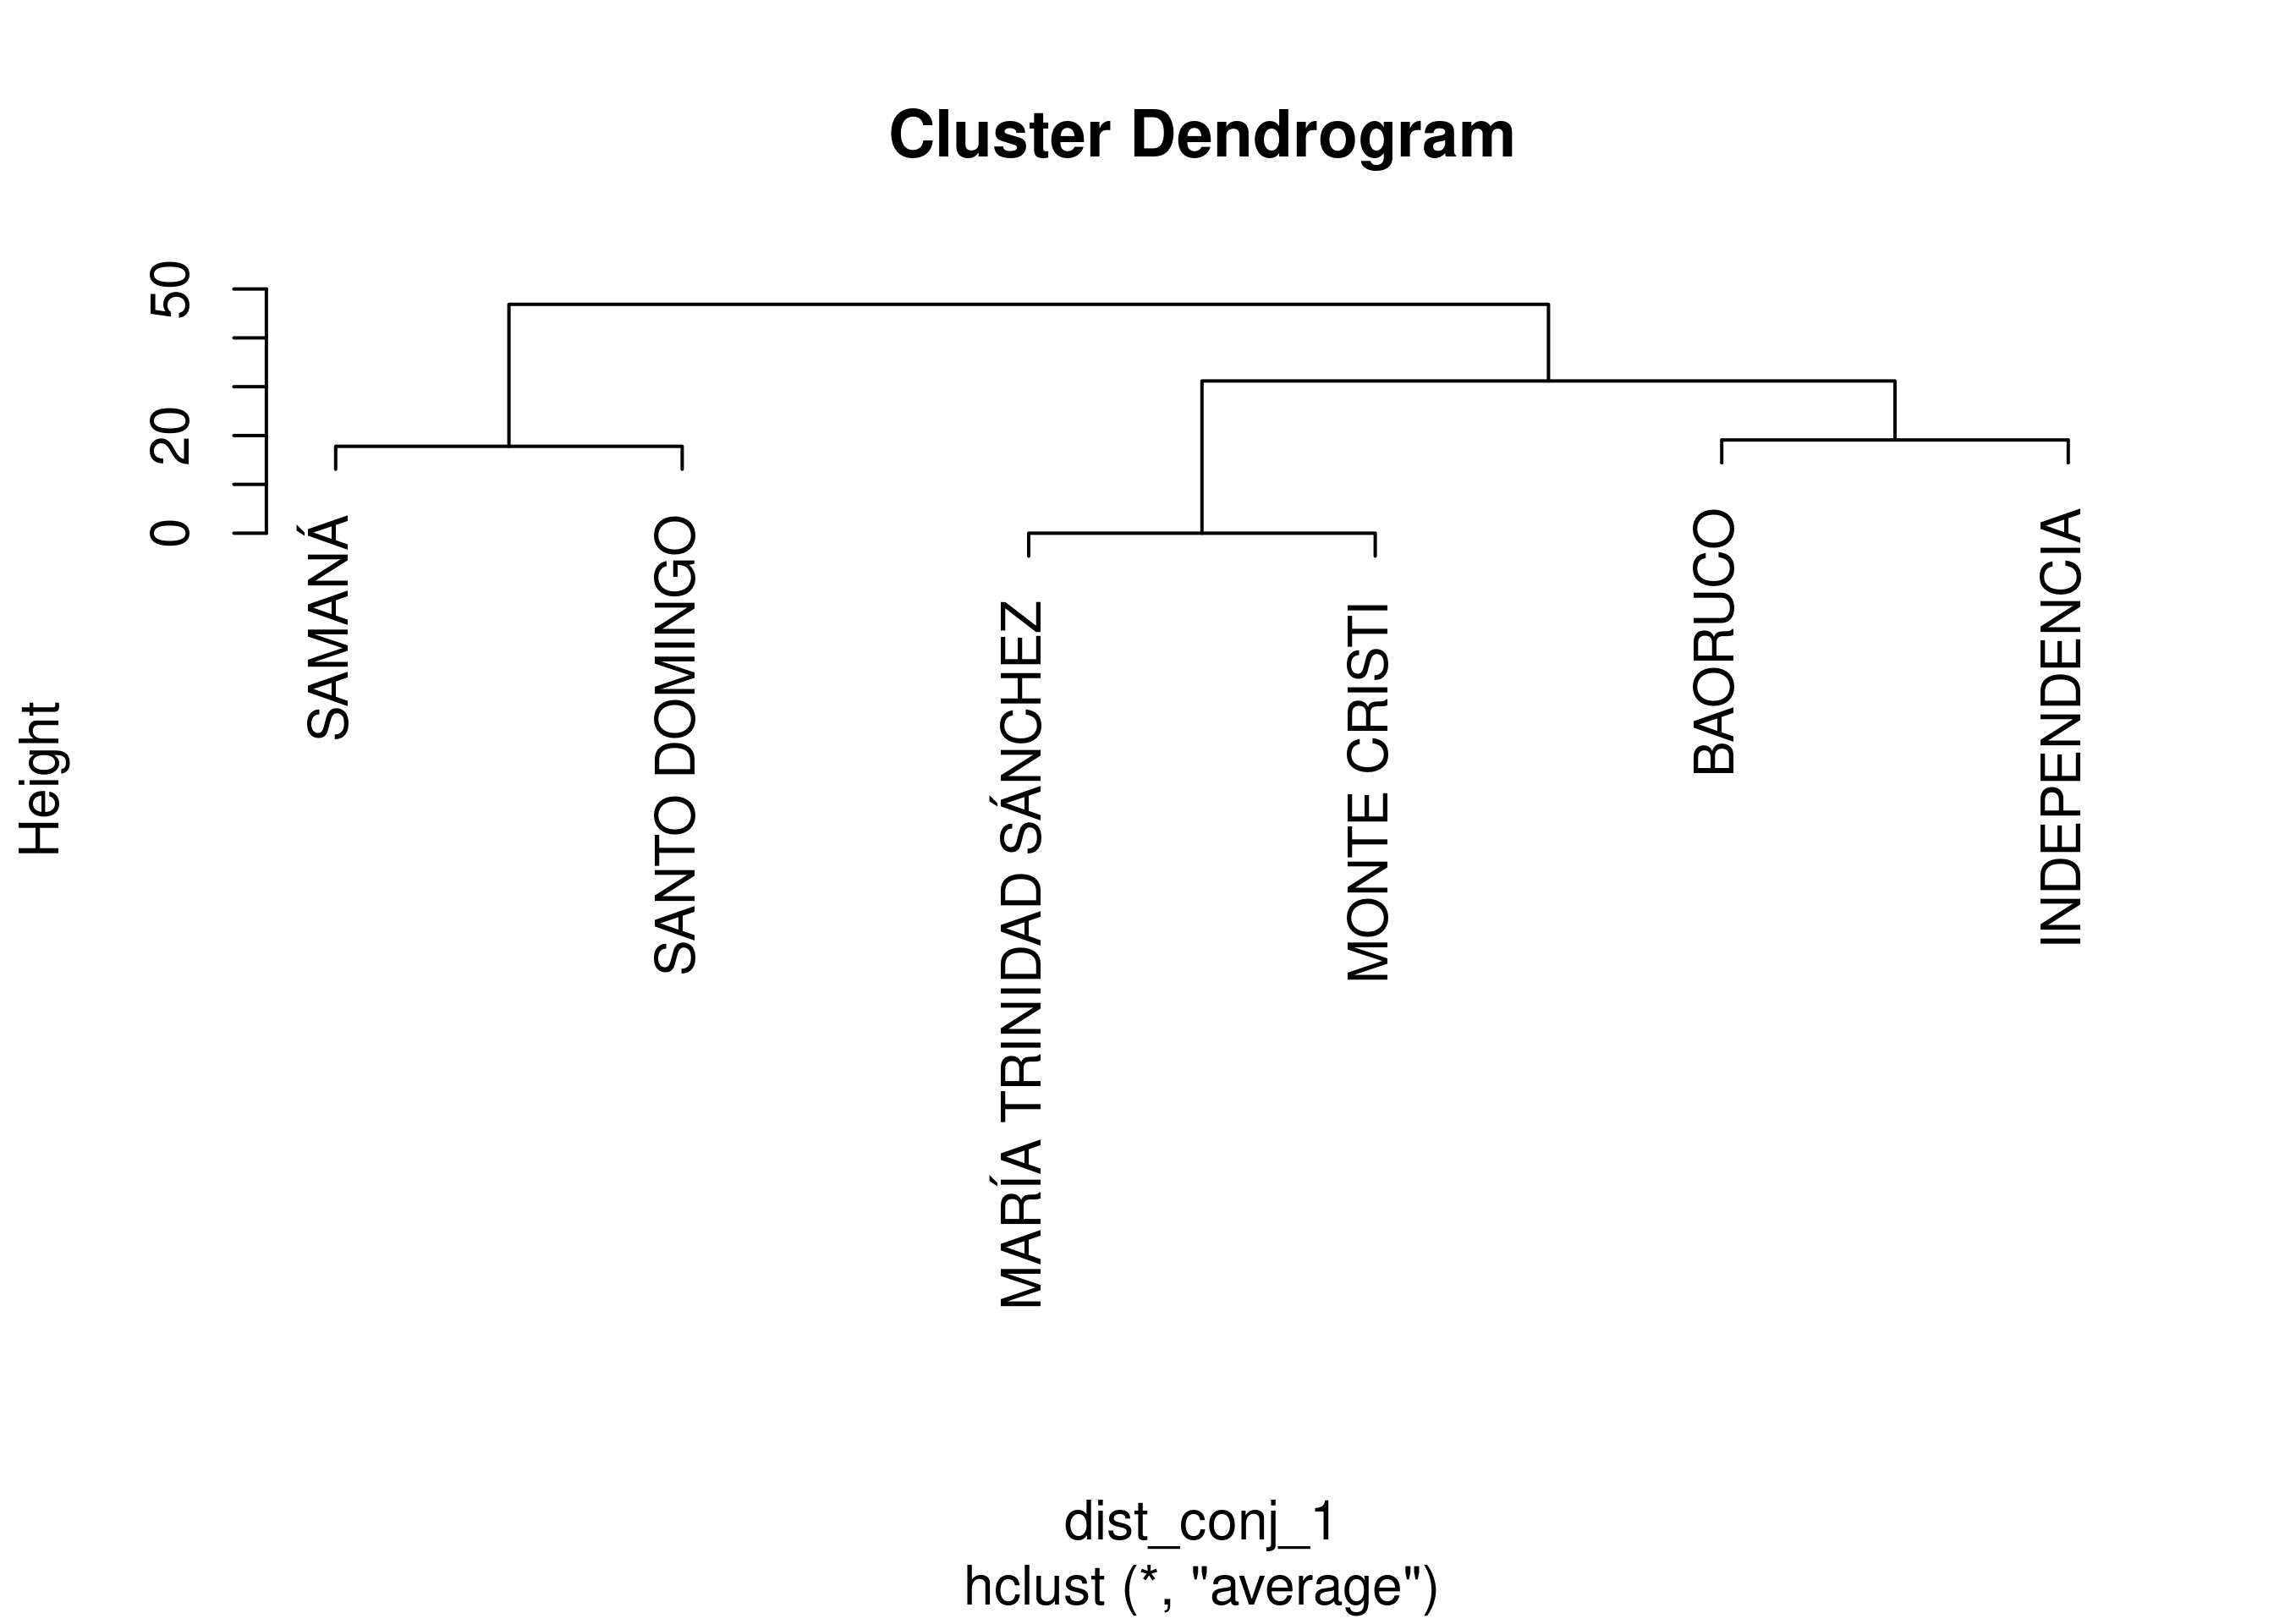 Cluster Dendrogram
Height
50
20
0
SAMANÁ
SANTO DOMINGO
MARÍA TRINIDAD SÁNCHEZ
MONTE CRISTI
BAORUCO
INDEPENDENCIA
dist_conj_1
hclust (*, "average")